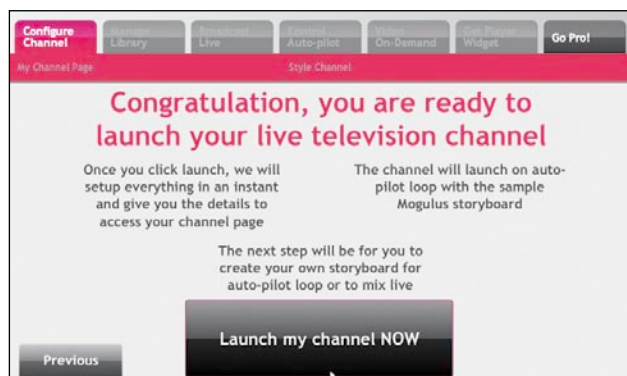 Configure
Channel
Manage
Library
Broadcast
Live
Control
Auto-pilot
Video
On-Demand
Get Player
Widget
Go Pro!
My Channel Page
Style Channel
Congratulation, you are ready to
launch your live television channel
Once you click launch, we will
setup everything in an instant
and give you the details to
access your channel page
The channel will launch on auto-
pilot loop with the sample
Mogulus storyboard
The next step will be for you to
create your own storyboard for
auto-pilot loop or to mix live
Launch my channel NOW
Previous